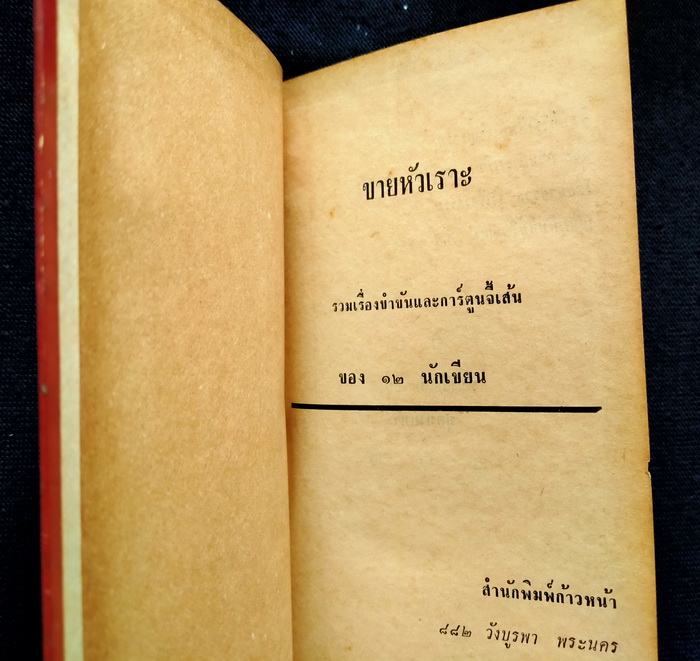 ขายหัวเราะ
รวมเรื่องขำขันและการ์ตูนจี้เส้น
ของ ๑๒ นักเขียน
สำนักพิมพ์ก้าวหน้า
๘๘๒ วังบูรพา พระนคร